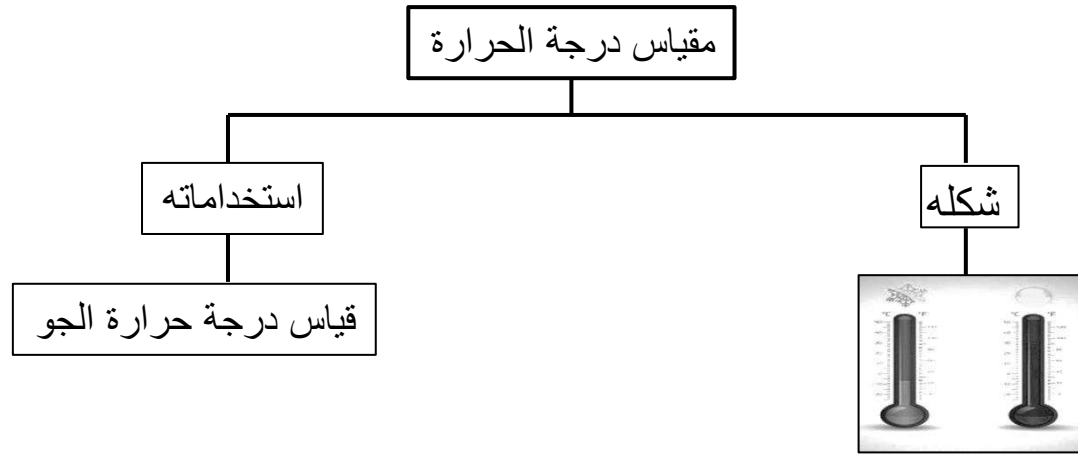 مقياس درجة الحرارة
شكله
استخداماته
قياس درجة حرارة الجو
°C °F °C °F